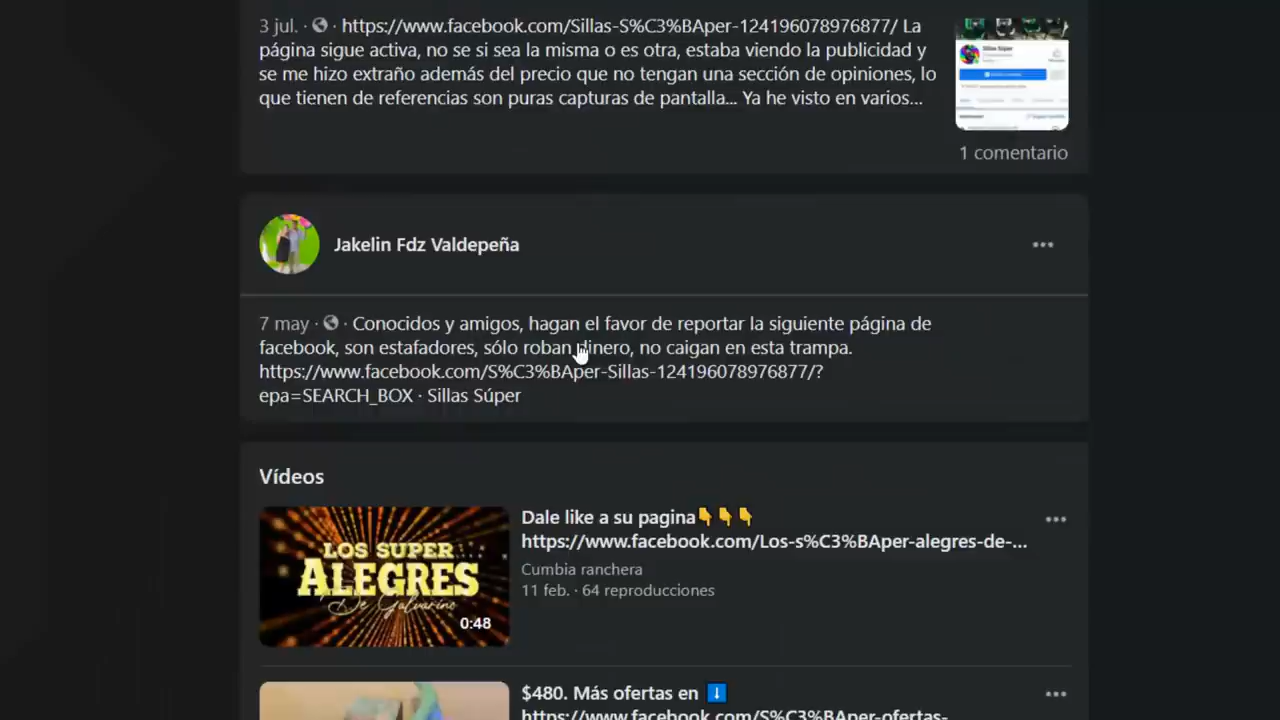 3 jul. · https://www.facebook.com/Sillas-S%C3%BAper-124196078976877/ La
página sigue activa, no se si sea la misma o es otra, estaba viendo la publicidad y
se me hizo extraño además del precio que no tengan una sección de opiniones, lo
que tienen de referencias son puras capturas de pantalla... Ya he visto en varios...
Sillas Súper
1 comentario
Jakelin Fdz Valdepeña
7 may · Conocidos y amigos, hagan el favor de reportar la siguiente página de
facebook, son estafadores, sólo roban dinero, no caigan en esta trampa.
https://www.facebook.com/S%C3%BAper-Sillas-124196078976877/?
epa=SEARCH_BOX · Sillas Súper
Vídeos
LOS SUPER
ALEGRES
De Galvarino
0:48
Dale like a su pagina👇👇👇
https://www.facebook.com/Los-s%C3%BAper-alegres-de-...
Cumbia ranchera
11 feb. · 64 reproducciones
$480. Más ofertas en ⬇️
https://www.facebook.com/S%C3%BAper-ofertas-